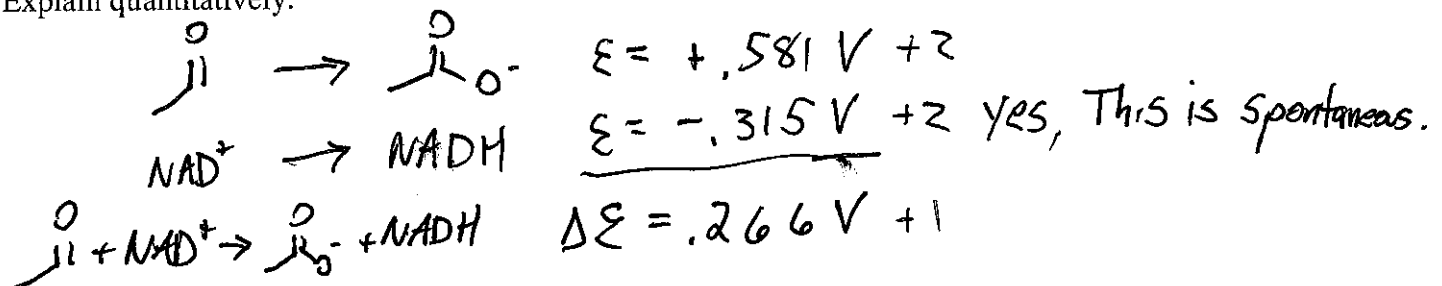 Explain quantitatively.
O → O O⁻ ε = +.581 V +2
NAD⁺ → NADH ε = -.315 V +2 yes, This is spontaneous.
O + NAD⁺ → O O⁻ + NADH Δε = .266 V +1